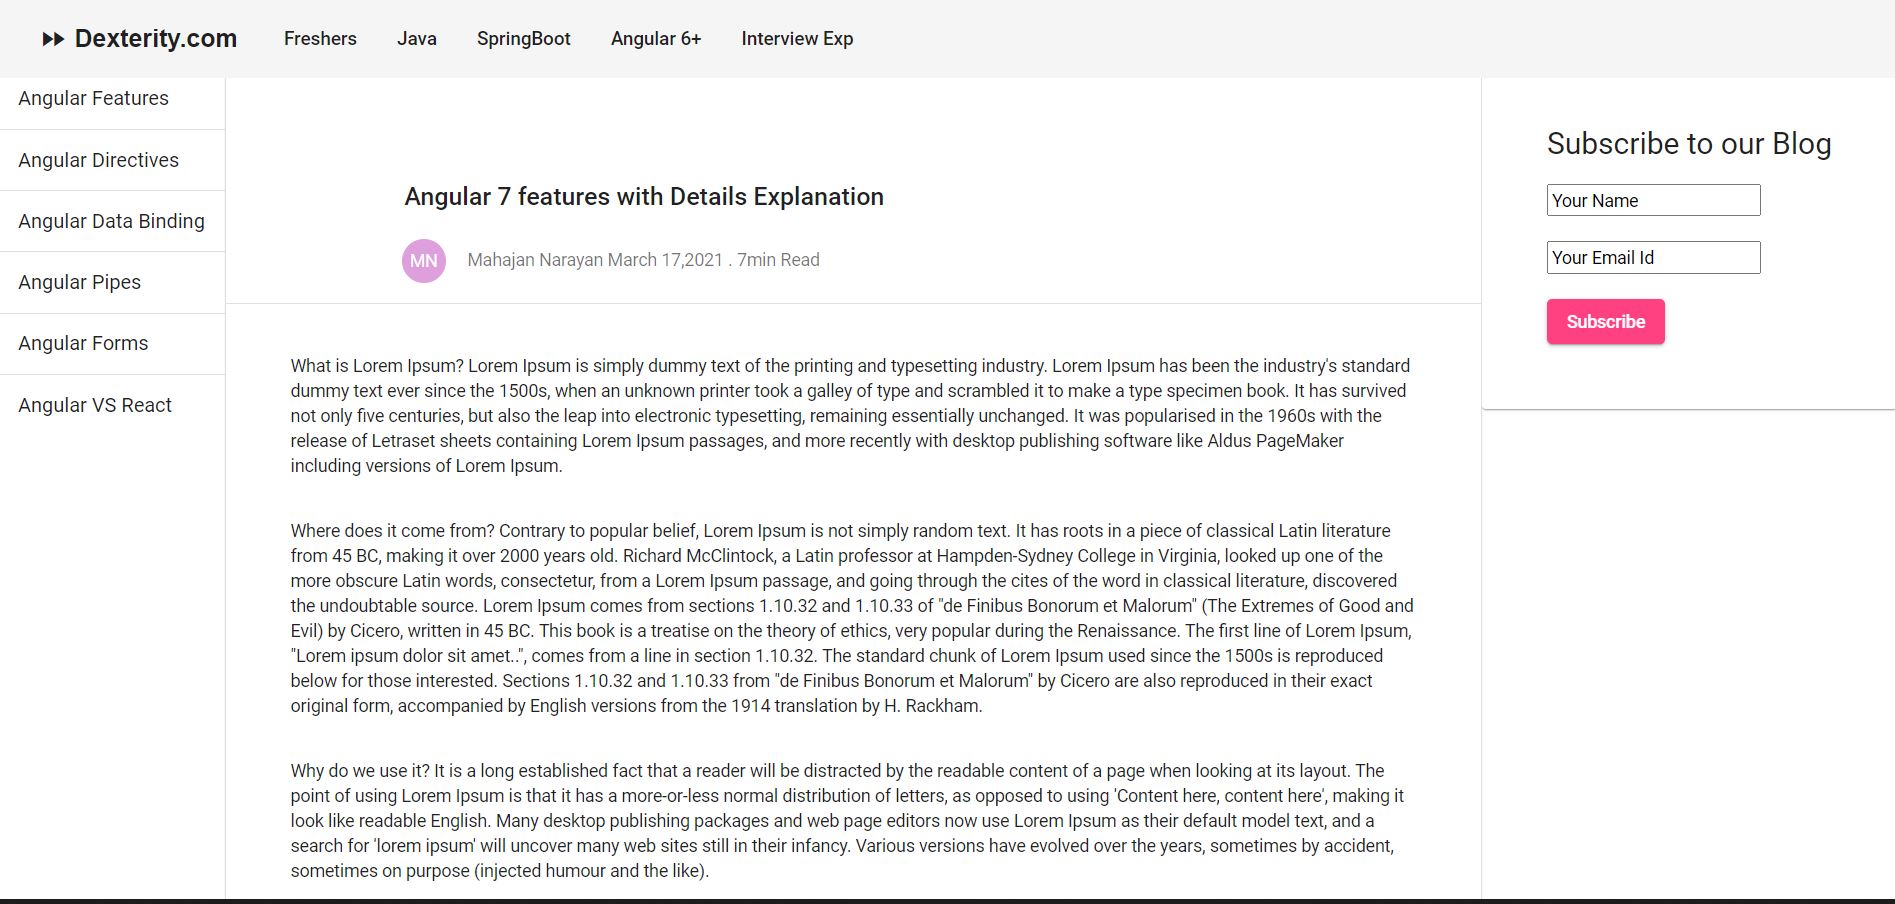 Dexterity.com Freshers Java SpringBoot Angular 6+ Interview Exp
Angular Features
Angular Directives
Angular Data Binding
Angular Pipes
Angular Forms
Angular VS React
Angular 7 features with Details Explanation
MN Mahajan Narayan March 17,2021 . 7min Read
What is Lorem Ipsum? Lorem Ipsum is simply dummy text of the printing and typesetting industry. Lorem Ipsum has been the industry's standard
dummy text ever since the 1500s, when an unknown printer took a galley of type and scrambled it to make a type specimen book. It has survived
not only five centuries, but also the leap into electronic typesetting, remaining essentially unchanged. It was popularised in the 1960s with the
release of Letraset sheets containing Lorem Ipsum passages, and more recently with desktop publishing software like Aldus PageMaker
including versions of Lorem Ipsum.
Where does it come from? Contrary to popular belief, Lorem Ipsum is not simply random text. It has roots in a piece of classical Latin literature
from 45 BC, making it over 2000 years old. Richard McClintock, a Latin professor at Hampden-Sydney College in Virginia, looked up one of the
more obscure Latin words, consectetur, from a Lorem Ipsum passage, and going through the cites of the word in classical literature, discovered
the undoubtable source. Lorem Ipsum comes from sections 1.10.32 and 1.10.33 of "de Finibus Bonorum et Malorum" (The Extremes of Good and
Evil) by Cicero, written in 45 BC. This book is a treatise on the theory of ethics, very popular during the Renaissance. The first line of Lorem Ipsum,
"Lorem ipsum dolor sit amet..", comes from a line in section 1.10.32. The standard chunk of Lorem Ipsum used since the 1500s is reproduced
below for those interested. Sections 1.10.32 and 1.10.33 from "de Finibus Bonorum et Malorum" by Cicero are also reproduced in their exact
original form, accompanied by English versions from the 1914 translation by H. Rackham.
Why do we use it? It is a long established fact that a reader will be distracted by the readable content of a page when looking at its layout. The
point of using Lorem Ipsum is that it has a more-or-less normal distribution of letters, as opposed to using 'Content here, content here', making it
look like readable English. Many desktop publishing packages and web page editors now use Lorem Ipsum as their default model text, and a
search for 'lorem ipsum' will uncover many web sites still in their infancy. Various versions have evolved over the years, sometimes by accident,
sometimes on purpose (injected humour and the like).
Subscribe to our Blog
Your Name
Your Email Id
Subscribe